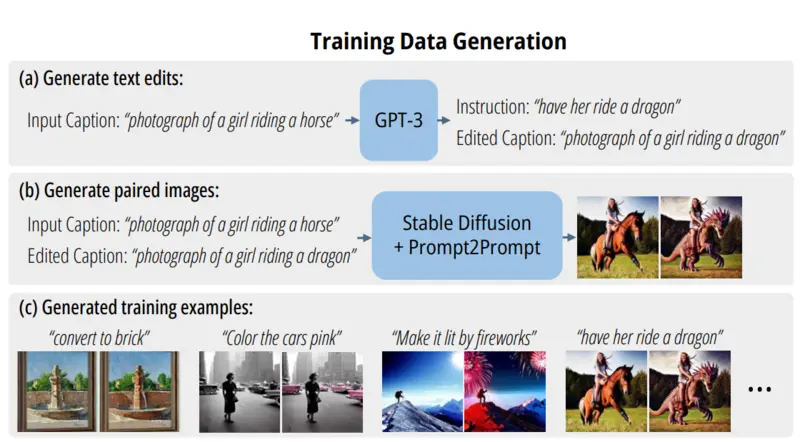 Training Data Generation
(a) Generate text edits:
Input Caption: “photograph of a girl riding a horse”
GPT-3
Instruction: “have her ride a dragon”
Edited Caption: “photograph of a girl riding a dragon”
(b) Generate paired images:
Input Caption: “photograph of a girl riding a horse”
Edited Caption: “photograph of a girl riding a dragon”
Stable Diffusion
+ Prompt2Prompt
(c) Generated training examples:
“convert to brick”
“Color the cars pink”
“Make it lit by fireworks”
“have her ride a dragon”
...